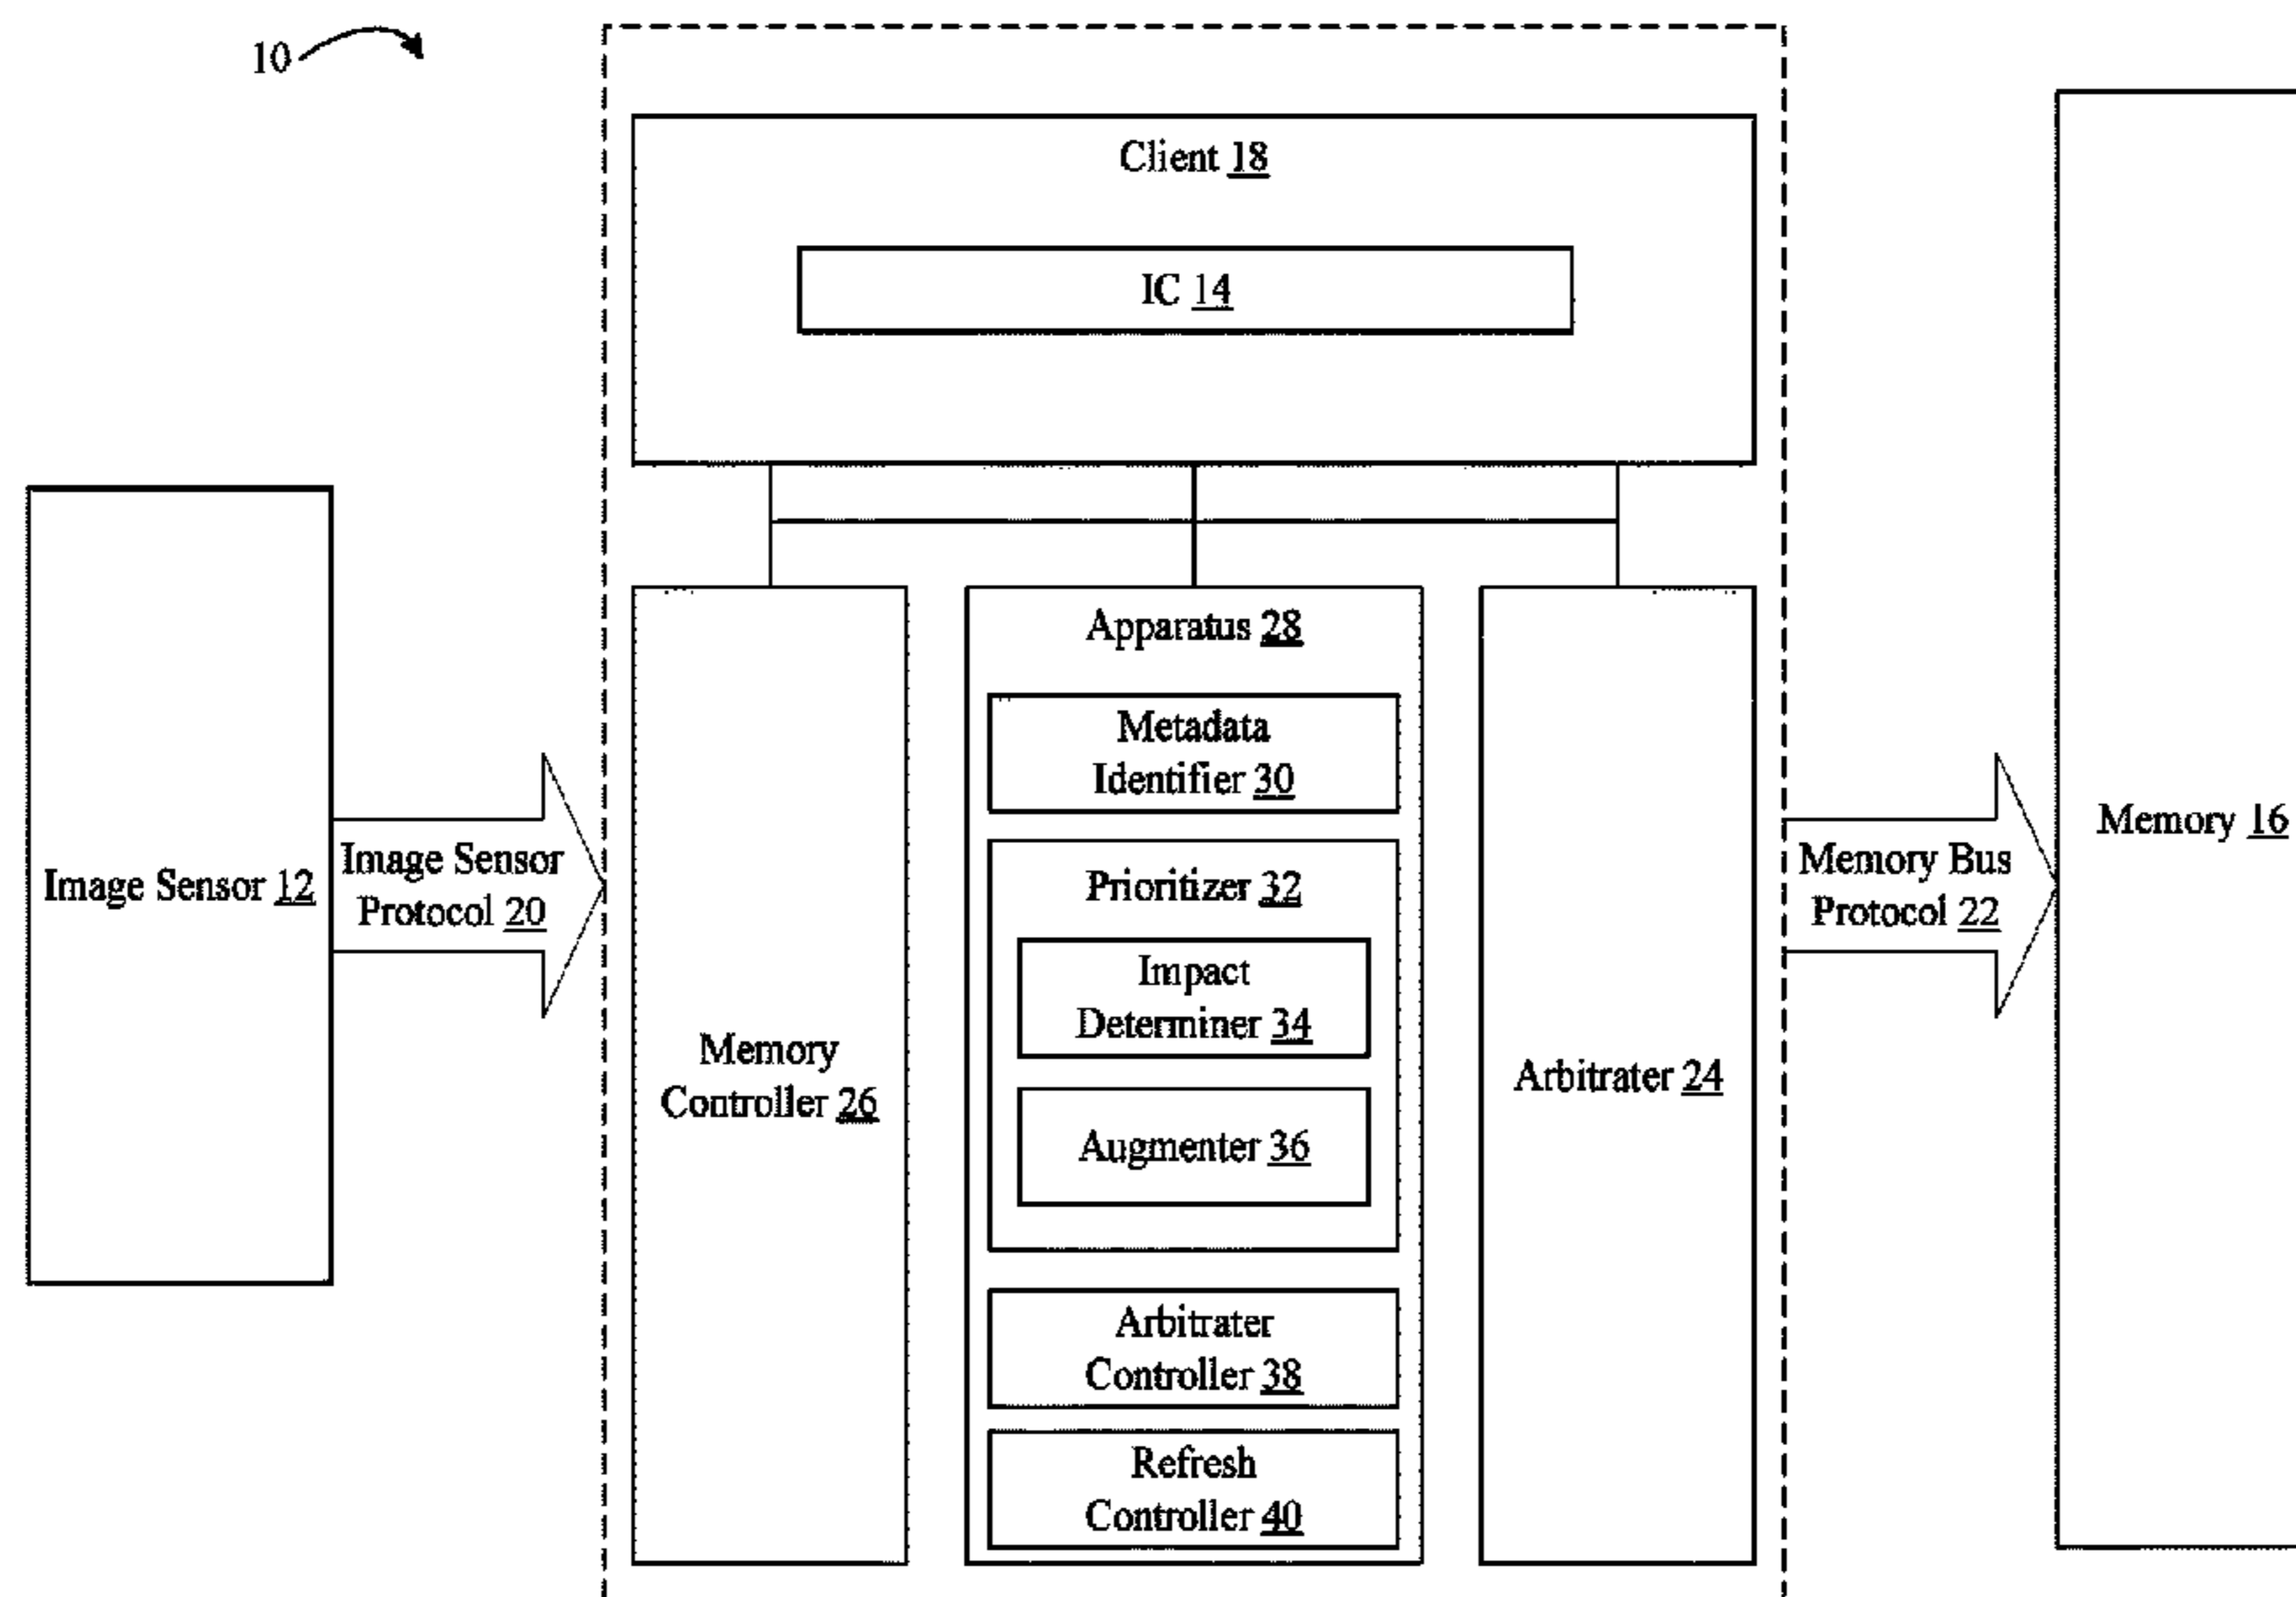 10
Client 18
IC 14
Image Sensor 12
Image Sensor
Protocol 20
Memory
Controller 26
Apparatus 28
Metadata
Identifier 30
Prioritizer 32
Impact
Determiner 34
Augmenter 36
Arbitrater
Controller 38
Refresh
Controller 40
Arbitrater 24
Memory Bus
Protocol 22
Memory 16